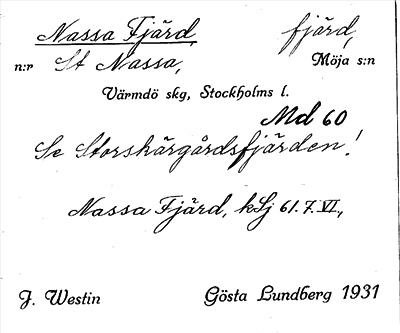 Nassa Fjärd, fjärd,
n:r St Nassa, Möja s:n
Värmdö skg, Stockholms l.
Md 60
Se Storskärgårdsfjärden!
Nassa Fjärd, kSj 61.7.VI.,
J. Westin Gösta Lundberg 1931